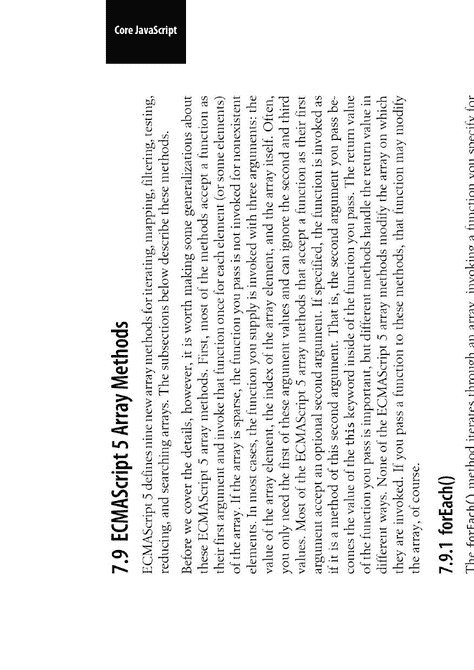 Core JavaScript
7.9 ECMAScript 5 Array Methods
ECMAScript 5 defines nine new array methods for iterating, mapping, filtering, testing,
reducing, and searching arrays. The subsections below describe these methods.
Before we cover the details, however, it is worth making some generalizations about
these ECMAScript 5 array methods. First, most of the methods accept a function as
their first argument and invoke that function once for each element (or some elements)
of the array. If the array is sparse, the function you pass is not invoked for nonexistent
elements. In most cases, the function you supply is invoked with three arguments: the
value of the array element, the index of the array element, and the array itself. Often,
you only need the first of these argument values and can ignore the second and third
values. Most of the ECMAScript 5 array methods that accept a function as their first
argument accept an optional second argument. If specified, the function is invoked as
if it is a method of this second argument. That is, the second argument you pass be-
comes the value of the this keyword inside of the function you pass. The return value
of the function you pass is important, but different methods handle the return value in
different ways. None of the ECMAScript 5 array methods modify the array on which
they are invoked. If you pass a function to these methods, that function may modify
the array, of course.
7.9.1 forEach()
The forEach() method iterates through an array, invoking a function you specify for